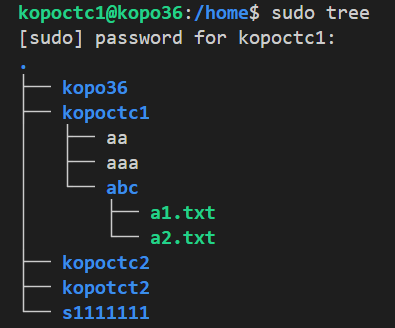 kopoctc1@kopo36:/home$ sudo tree
[sudo] password for kopoctc1:
.
├── kopo36
├── kopoctc1
│   ├── aa
│   ├── aaa
│   └── abc
│       ├── a1.txt
│       └── a2.txt
├── kopoctc2
├── kopotct2
└── s1111111